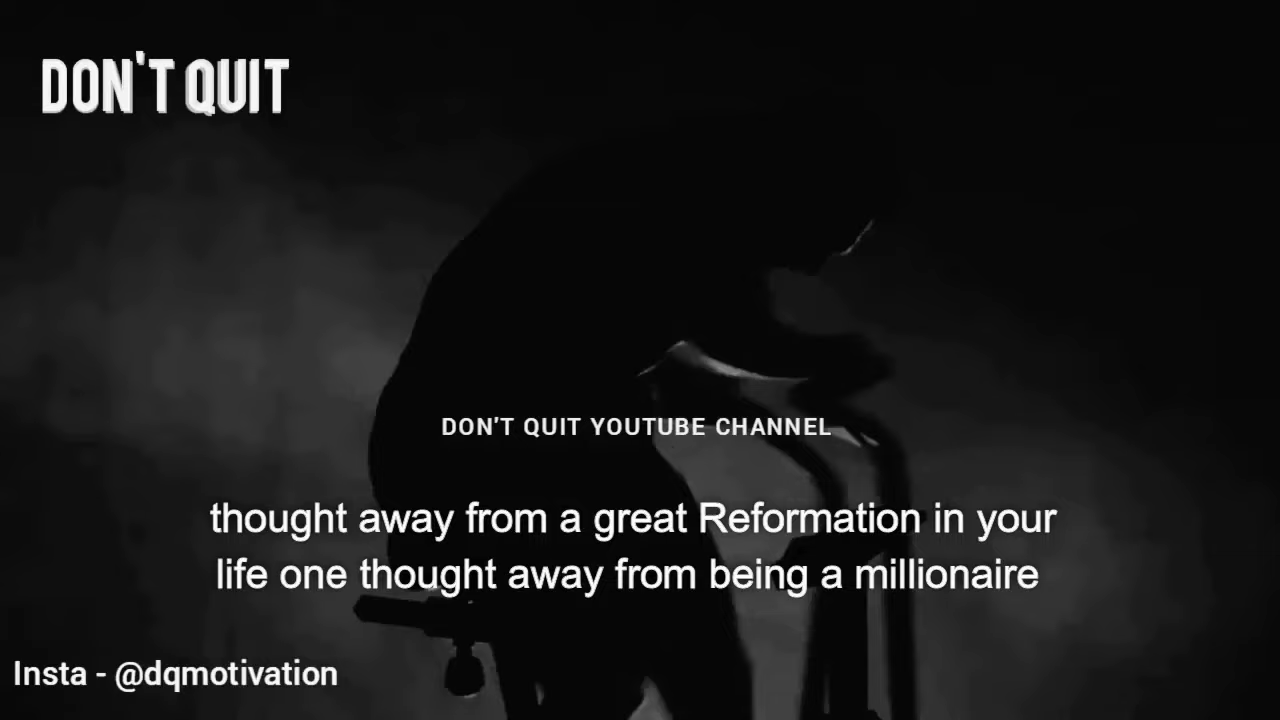 DON'T QUIT
DON'T QUIT YOUTUBE CHANNEL
thought away from a great Reformation in your
life one thought away from being a millionaire
Insta - @dqmotivation